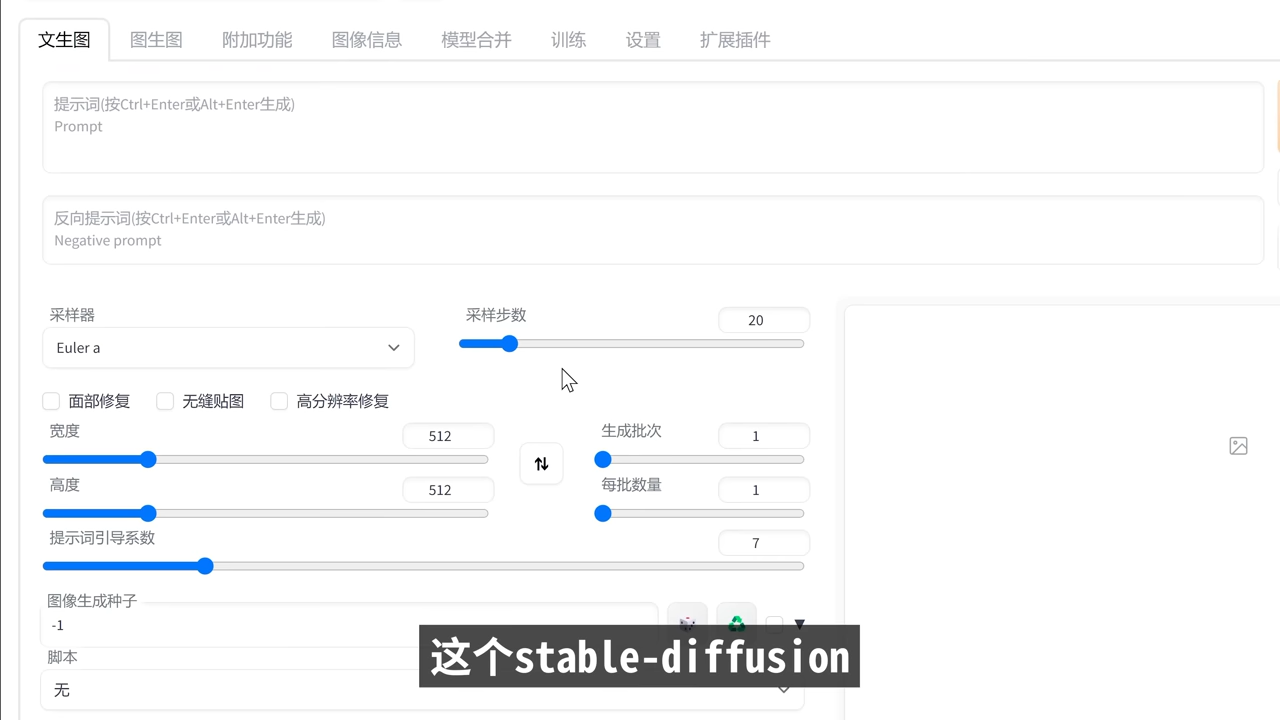 文生图 图生图 附加功能 图像信息 模型合并 训练 设置 扩展插件
提示词(按Ctrl+Enter或Alt+Enter生成)
Prompt
反向提示词(按Ctrl+Enter或Alt+Enter生成)
Negative prompt
采样器
Euler a
采样步数
20
面部修复 无缝贴图 高分辨率修复
宽度
512
高度
512
生成批次
1
每批数量
1
提示词引导系数
7
图像生成种子
-1
脚本
无
这个stable-diffusion